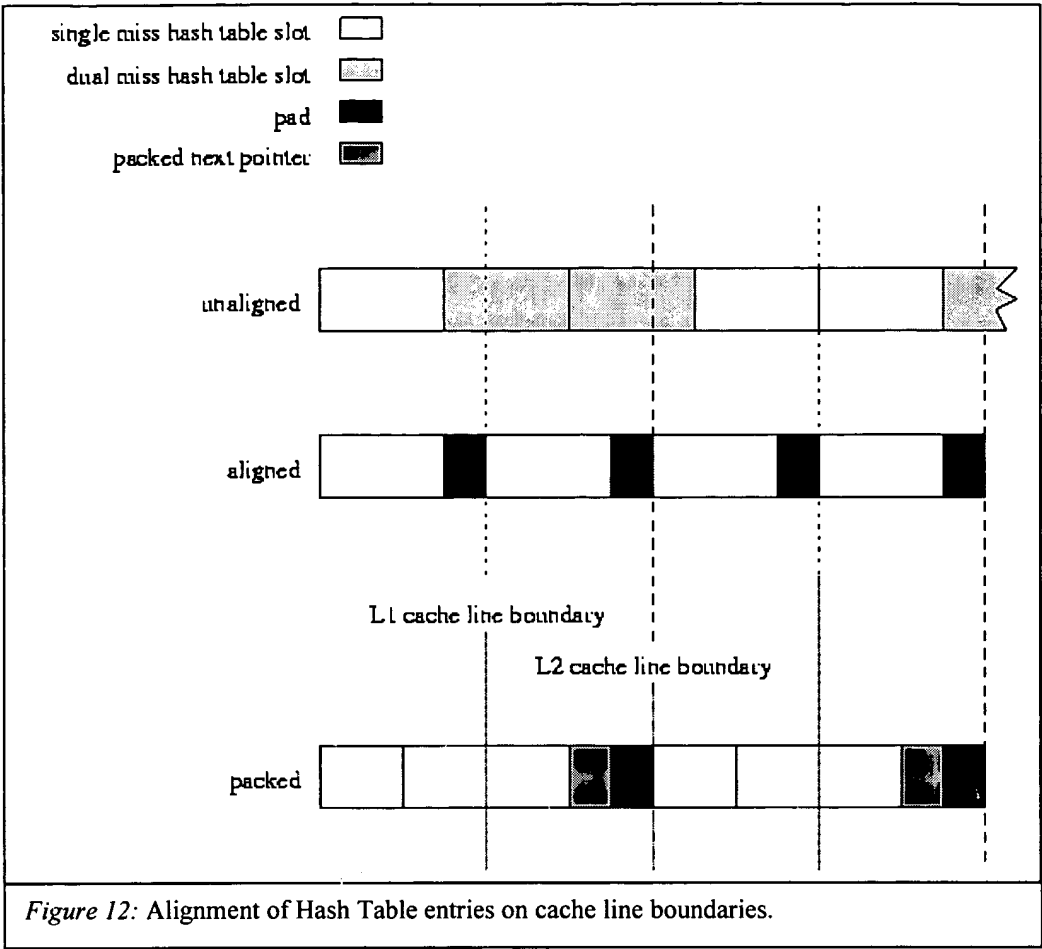 single miss hash table slot
dual miss hash table slot
pad
packed next pointer
unaligned
aligned
L1 cache line boundary
L2 cache line boundary
packed
Figure 12: Alignment of Hash Table entries on cache line boundaries.